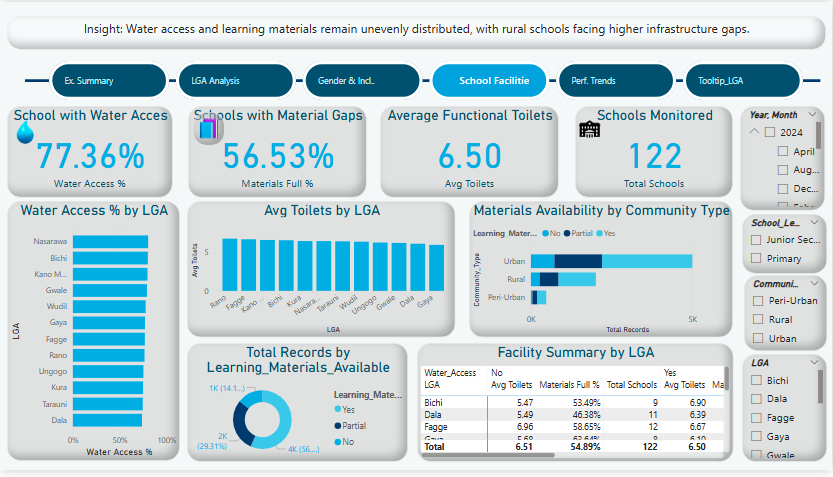 Insight: Water access and learning materials remain unevenly distributed, with rural schools facing higher infrastructure gaps.
Ex. Summary
LGA Analysis
Gender & Incl..
School Facilitie
Perf. Trends
Tooltip_LGA
School with Water Acces
77.36%
Water Access %
Schools with Material Gaps
56.53%
Materials Full %
Average Functional Toilets
6.50
Avg Toilets
Schools Monitored
122
Total Schools
Year, Month
2024
April
Aug...
Dec...
School_Le...
Junior Sec...
Primary
Communi...
Peri-Urban
Rural
Urban
LGA
Bichi
Dala
Fagge
Gaya
Gwale
Water Access % by LGA
LGA
Nasarawa
Bichi
Kano M...
Gwale
Wudil
Gaya
Fagge
Rano
Ungogo
Kura
Tarauni
Dala
0%
50%
100%
Water Access %
Avg Toilets by LGA
Avg Toilets
5
0
Rano
Fagge
Kano ...
Bichi
Kura
Nasara...
Tarauni
Wudil
Ungogo
Gwale
Dala
Gaya
LGA
Materials Availability by Community Type
Learning_Mater... No Partial Yes
Community_Type
Urban
Rural
Peri-Urban
0K
5K
Total Records
Total Records by
Learning_Materials_Available
1K (14.1...)
2K
(29.31%)
4K (56....)
Learning_Mate...
Yes
Partial
No
Facility Summary by LGA
Water_Access No Yes
LGA Avg Toilets Materials Full % Total Schools Avg Toilets Ma
Bichi 5.47 53.49% 9 6.90
Dala 5.49 46.38% 11 6.39
Fagge 6.96 58.65% 12 6.67
Total 6.51 54.89% 122 6.50